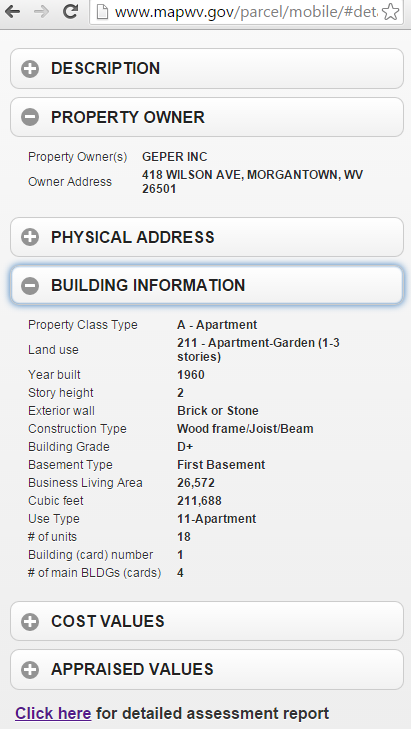 www.mapwv.gov/parcel/mobile/#deta
DESCRIPTION
PROPERTY OWNER
Property Owner(s) GEPER INC
Owner Address 418 WILSON AVE, MORGANTOWN, WV
26501
PHYSICAL ADDRESS
BUILDING INFORMATION
Property Class Type A - Apartment
Land use 211 - Apartment-Garden (1-3
stories)
Year built 1960
Story height 2
Exterior wall Brick or Stone
Construction Type Wood frame/Joist/Beam
Building Grade D+
Basement Type First Basement
Business Living Area 26,572
Cubic feet 211,688
Use Type 11-Apartment
# of units 18
Building (card) number 1
# of main BLDGs (cards) 4
COST VALUES
APPRAISED VALUES
Click here for detailed assessment report